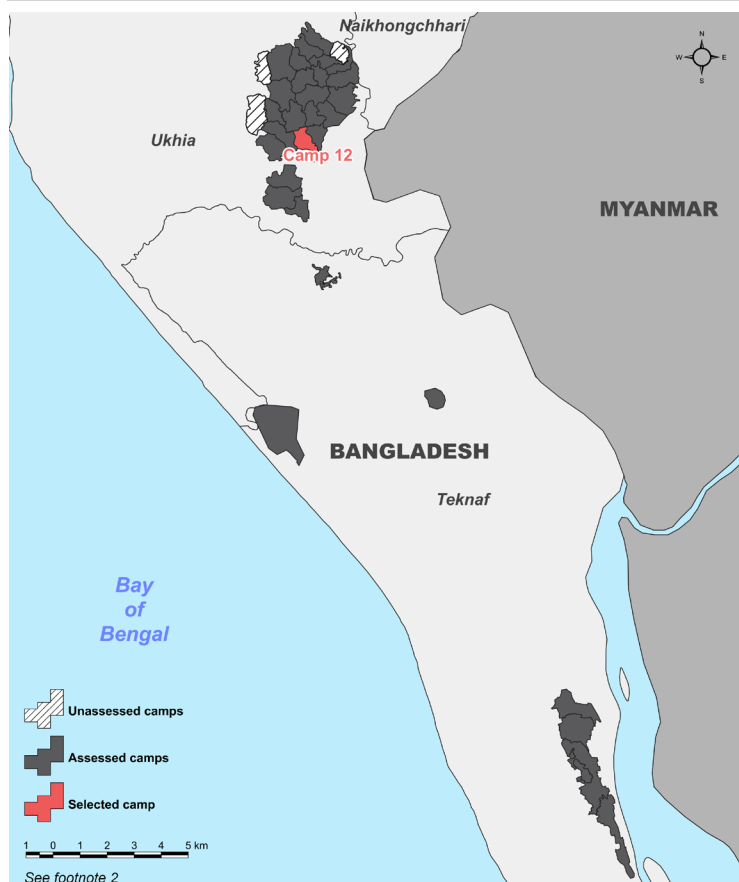 Naikhongchhari
N
W E
S
Ukhia
Camp 12
MYANMAR
BANGLADESH
Teknaf
Bay
of
Bengal
Unassessed camps
Assessed camps
Selected camp
1 0 1 2 3 4 5 km
See footnote 2